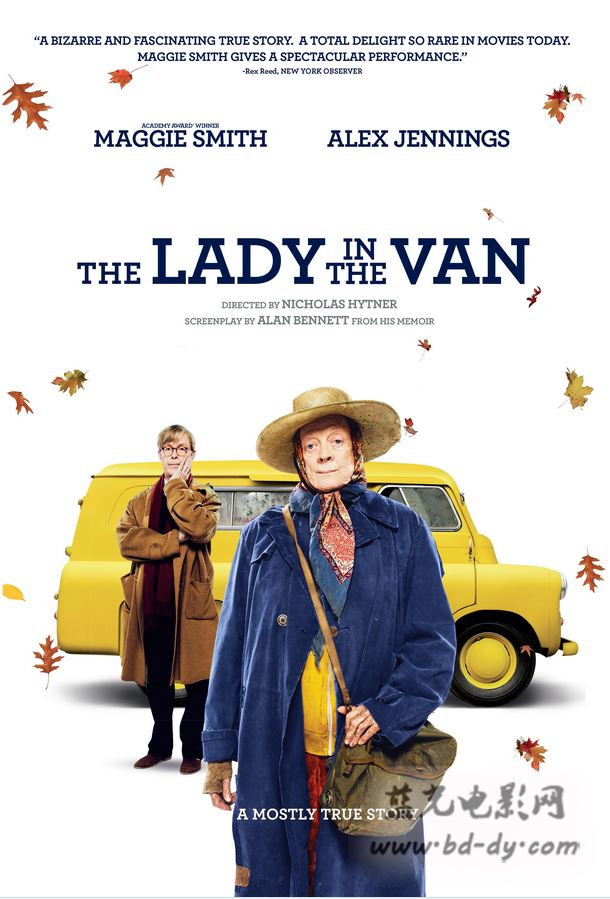 “A BIZARRE AND FASCINATING TRUE STORY. A TOTAL DELIGHT SO RARE IN MOVIES TODAY.
MAGGIE SMITH GIVES A SPECTACULAR PERFORMANCE.”
-Rex Reed, NEW YORK OBSERVER
ACADEMY AWARD® WINNER
MAGGIE SMITH ALEX JENNINGS
THE LADY IN THE VAN
DIRECTED BY NICHOLAS HYTNER
SCREENPLAY BY ALAN BENNETT FROM HIS MEMOIR
A MOSTLY TRUE STORY
蓝光电影网
www.bd-dy.com